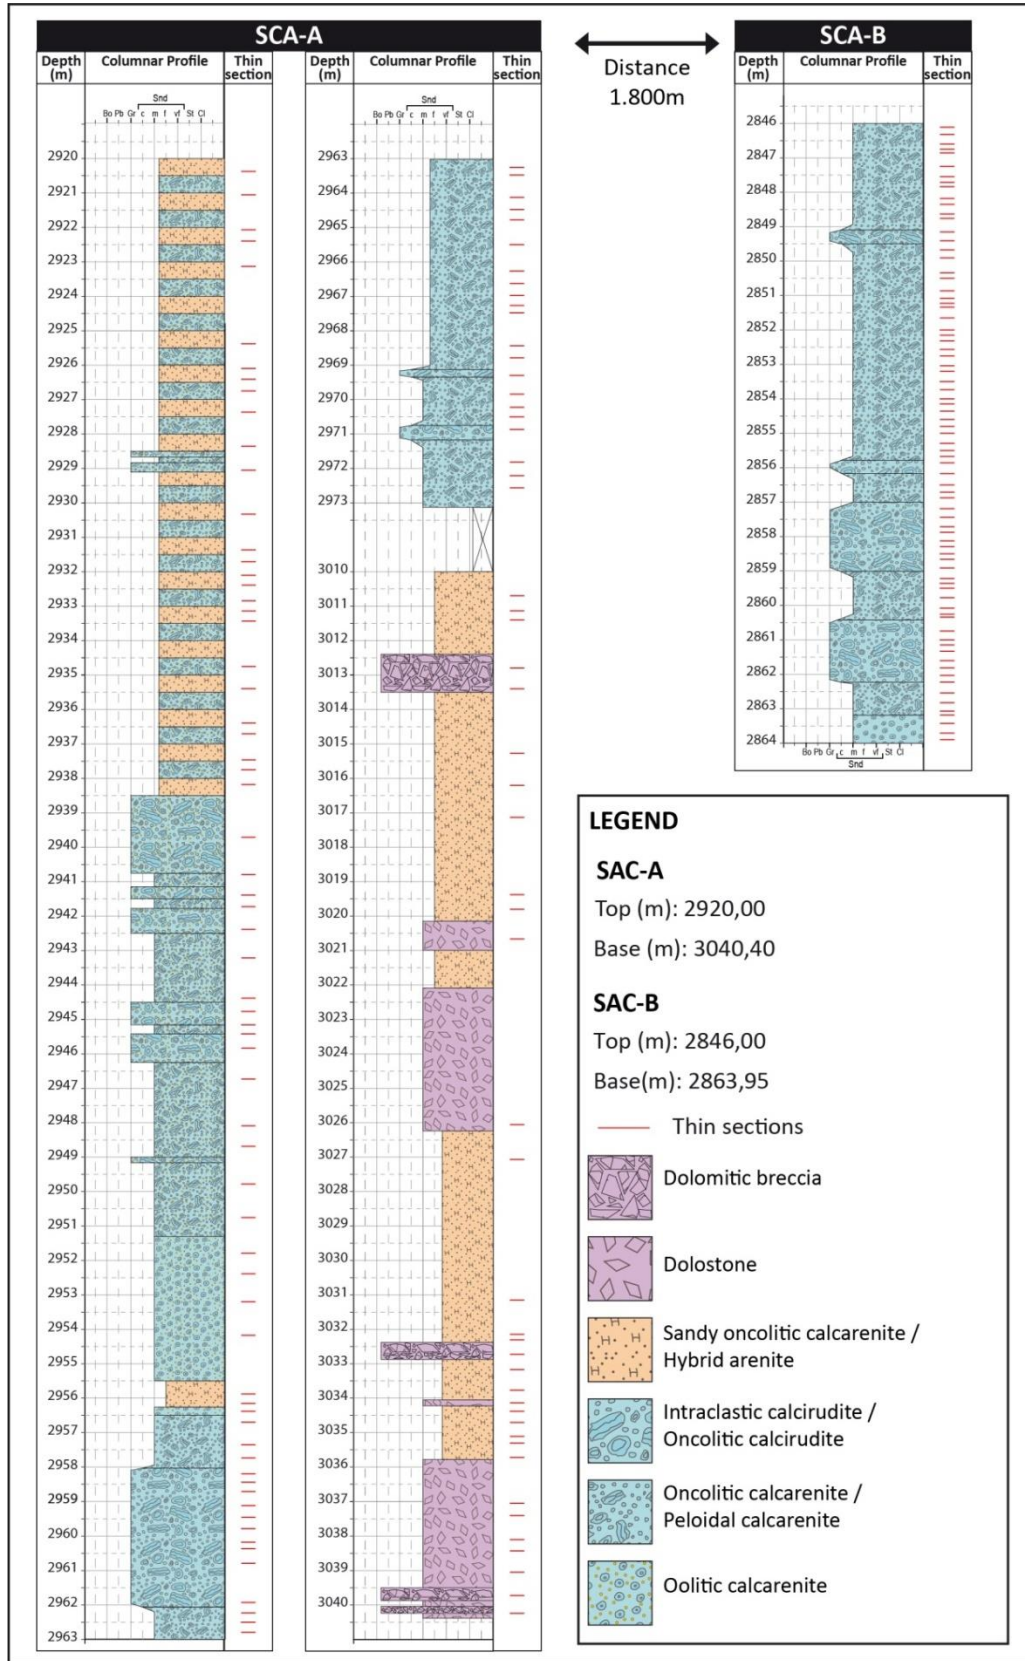 SCA-A
Depth (m)
Columnar Profile
Thin section
Snd
Bo Pb Gr c m f vf St Cl
2920
2921
2922
2923
2924
2925
2926
2927
2928
2929
2930
2931
2932
2933
2934
2935
2936
2937
2938
2939
2940
2941
2942
2943
2944
2945
2946
2947
2948
2949
2950
2951
2952
2953
2954
2955
2956
2957
2958
2959
2960
2961
2962
2963
Depth (m)
Columnar Profile
Thin section
Snd
Bo Pb Gr c m f vf St Cl
2963
2964
2965
2966
2967
2968
2969
2970
2971
2972
2973
3010
3011
3012
3013
3014
3015
3016
3017
3018
3019
3020
3021
3022
3023
3024
3025
3026
3027
3028
3029
3030
3031
3032
3033
3034
3035
3036
3037
3038
3039
3040
Distance
1.800m
SCA-B
Depth (m)
Columnar Profile
Thin section
2846
2847
2848
2849
2850
2851
2852
2853
2854
2855
2856
2857
2858
2859
2860
2861
2862
2863
2864
Bo Pb Gr c m f vf St Cl
Snd
LEGEND
SAC-A
Top (m): 2920,00
Base (m): 3040,40
SAC-B
Top (m): 2846,00
Base(m): 2863,95
Thin sections
Dolomitic breccia
Dolostone
Sandy oncolitic calcarenite /
Hybrid arenite
Intraclastic calcirudite /
Oncolitic calcirudite
Oncolitic calcarenite /
Peloidal calcarenite
Oolitic calcarenite